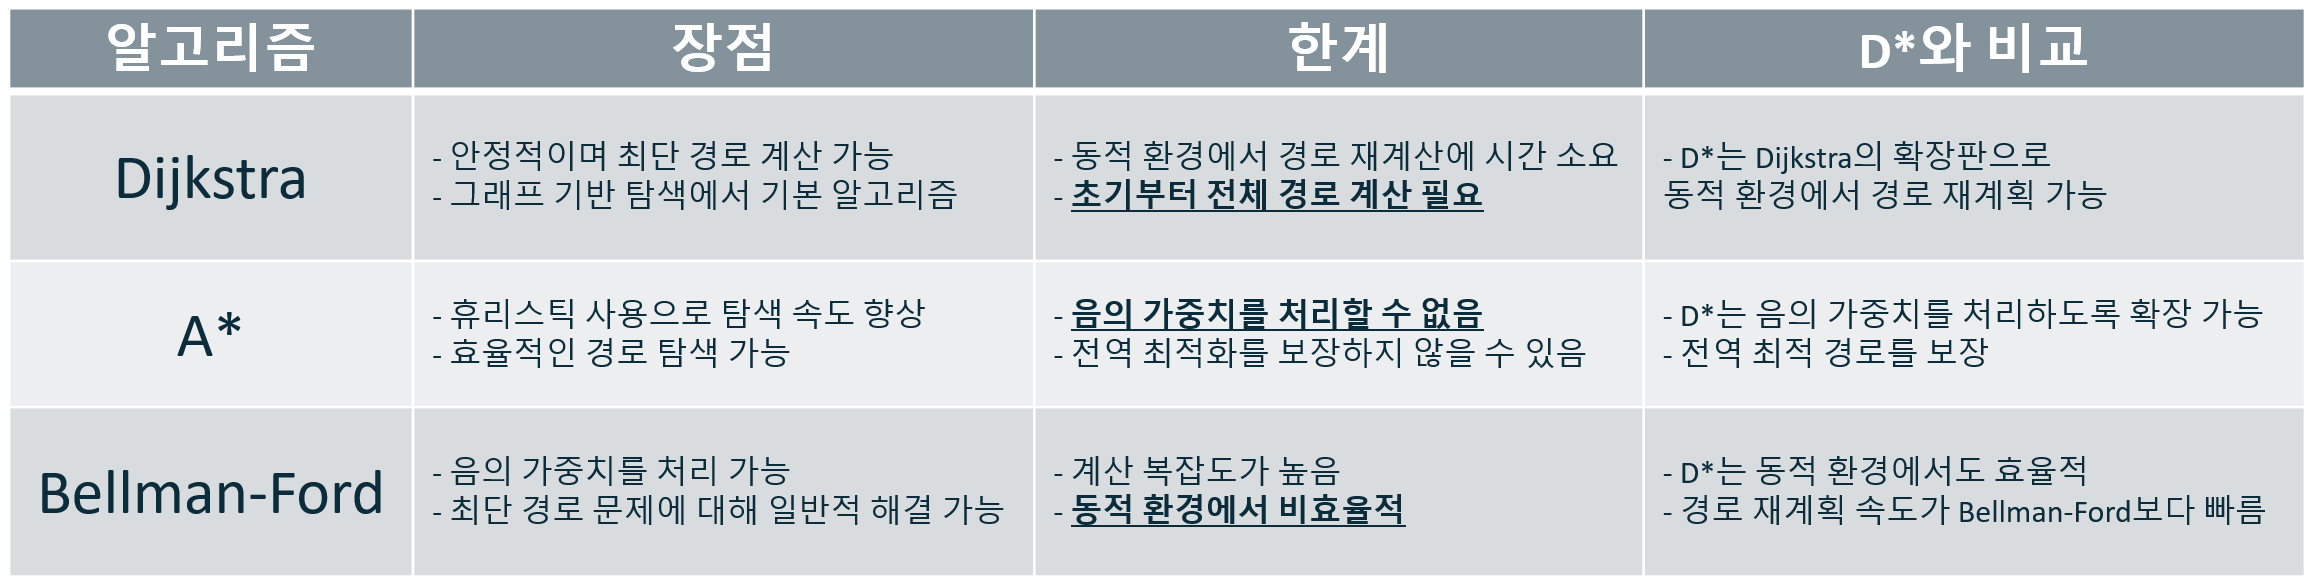 알고리즘
장점
한계
D*와 비교
Dijkstra
- 안정적이며 최단 경로 계산 가능
- 그래프 기반 탐색에서 기본 알고리즘
- 동적 환경에서 경로 재계산에 시간 소요
- 초기부터 전체 경로 계산 필요
- D*는 Dijkstra의 확장판으로
동적 환경에서 경로 재계획 가능
A*
- 휴리스틱 사용으로 탐색 속도 향상
- 효율적인 경로 탐색 가능
- 음의 가중치를 처리할 수 없음
- 전역 최적화를 보장하지 않을 수 있음
- D*는 음의 가중치를 처리하도록 확장 가능
- 전역 최적 경로를 보장
Bellman-Ford
- 음의 가중치를 처리 가능
- 최단 경로 문제에 대해 일반적 해결 가능
- 계산 복잡도가 높음
- 동적 환경에서 비효율적
- D*는 동적 환경에서도 효율적
- 경로 재계획 속도가 Bellman-Ford보다 빠름